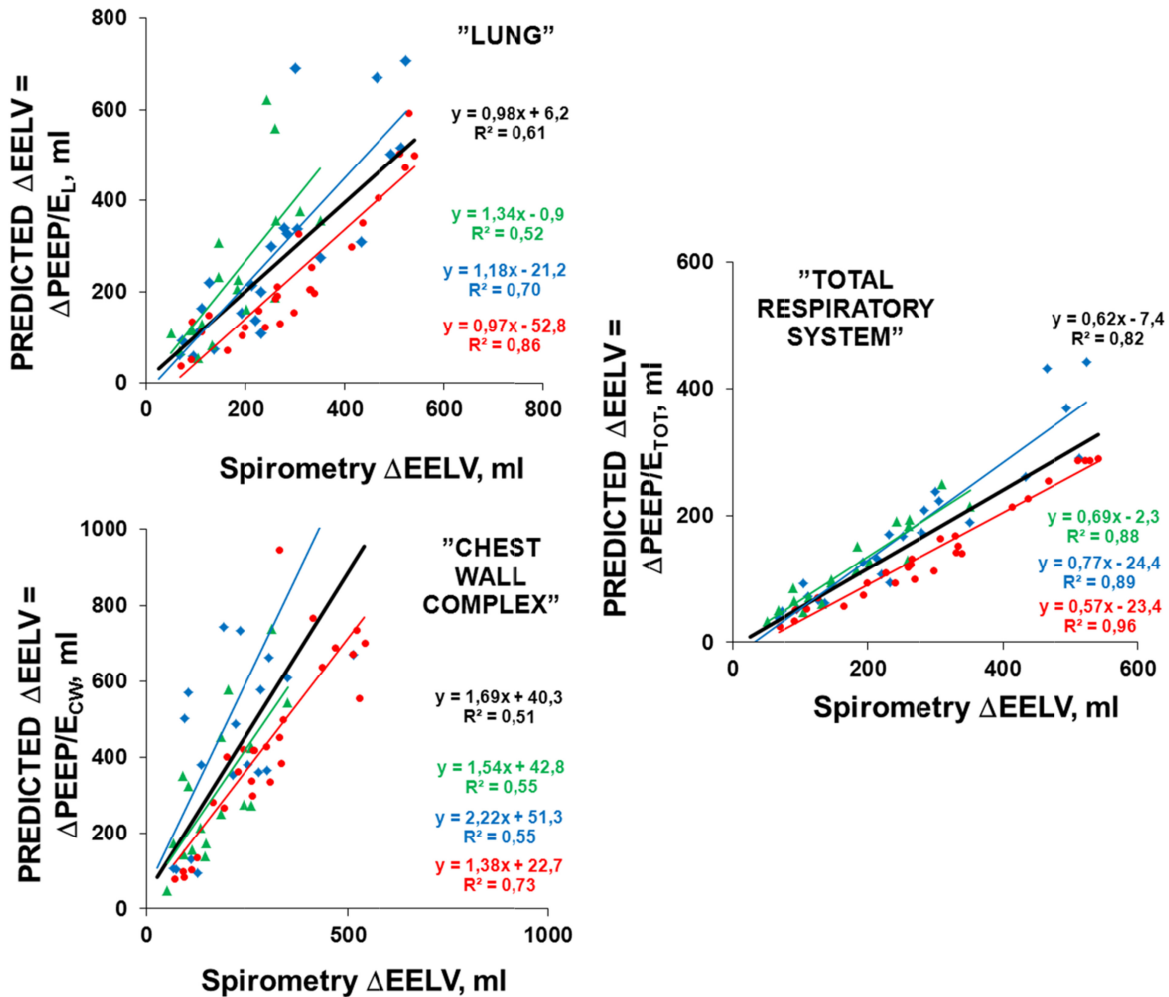 ”LUNG”
PREDICTED ΔEELV =
ΔPEEP/E_L, ml
800
600
400
200
0
y = 0,98x + 6,2
R² = 0,61
y = 1,34x - 0,9
R² = 0,52
y = 1,18x - 21,2
R² = 0,70
y = 0,97x - 52,8
R² = 0,86
0 200 400 600 800
Spirometry ΔEELV, ml
”CHEST
WALL
COMPLEX”
PREDICTED ΔEELV =
ΔPEEP/E_CW, ml
1000
800
600
400
200
0
y = 1,69x + 40,3
R² = 0,51
y = 1,54x + 42,8
R² = 0,55
y = 2,22x + 51,3
R² = 0,55
y = 1,38x + 22,7
R² = 0,73
0 500 1000
Spirometry ΔEELV, ml
”TOTAL
RESPIRATORY
SYSTEM”
PREDICTED ΔEELV =
ΔPEEP/E_TOT, ml
600
400
200
0
y = 0,62x - 7,4
R² = 0,82
y = 0,69x - 2,3
R² = 0,88
y = 0,77x - 24,4
R² = 0,89
y = 0,57x - 23,4
R² = 0,96
0 200 400 600
Spirometry ΔEELV, ml